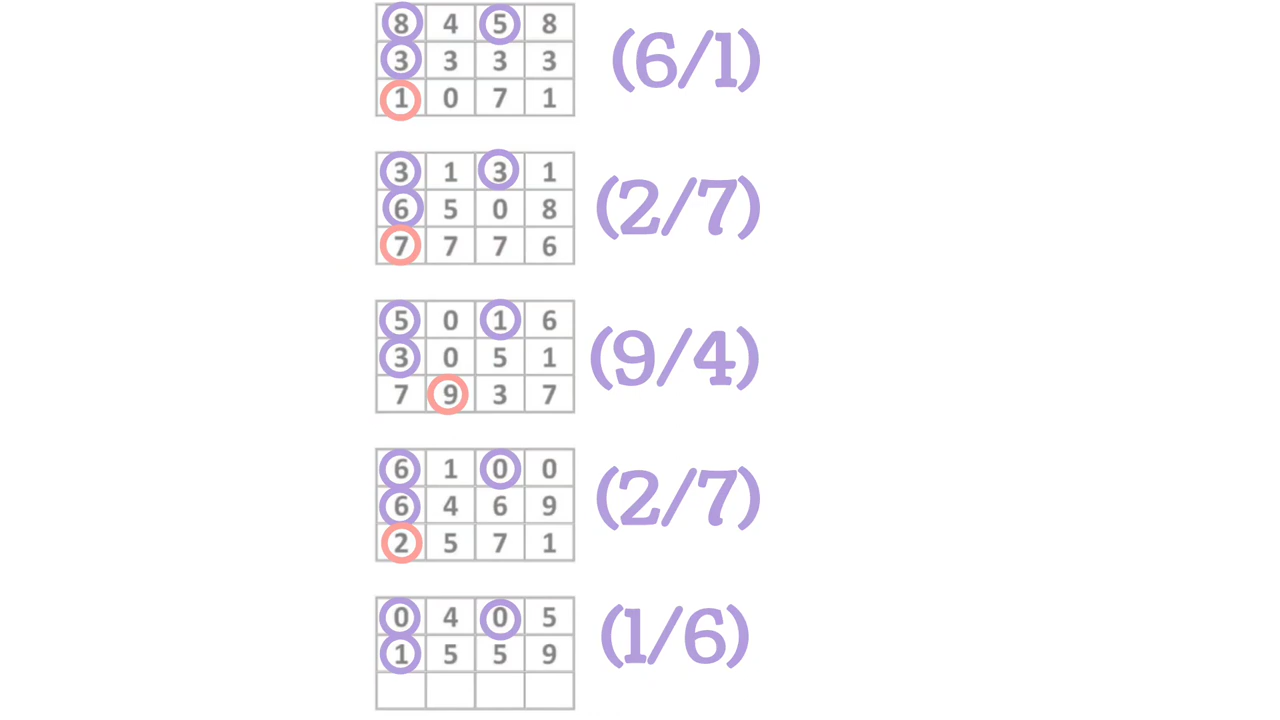 8 4 5 8
3 3 3 3 (6/1)
1 0 7 1
3 1 3 1
6 5 0 8 (2/7)
7 7 7 6
5 0 1 6
3 0 5 1 (9/4)
7 9 3 7
6 1 0 0
6 4 6 9 (2/7)
2 5 7 1
0 4 0 5
1 5 5 9 (1/6)